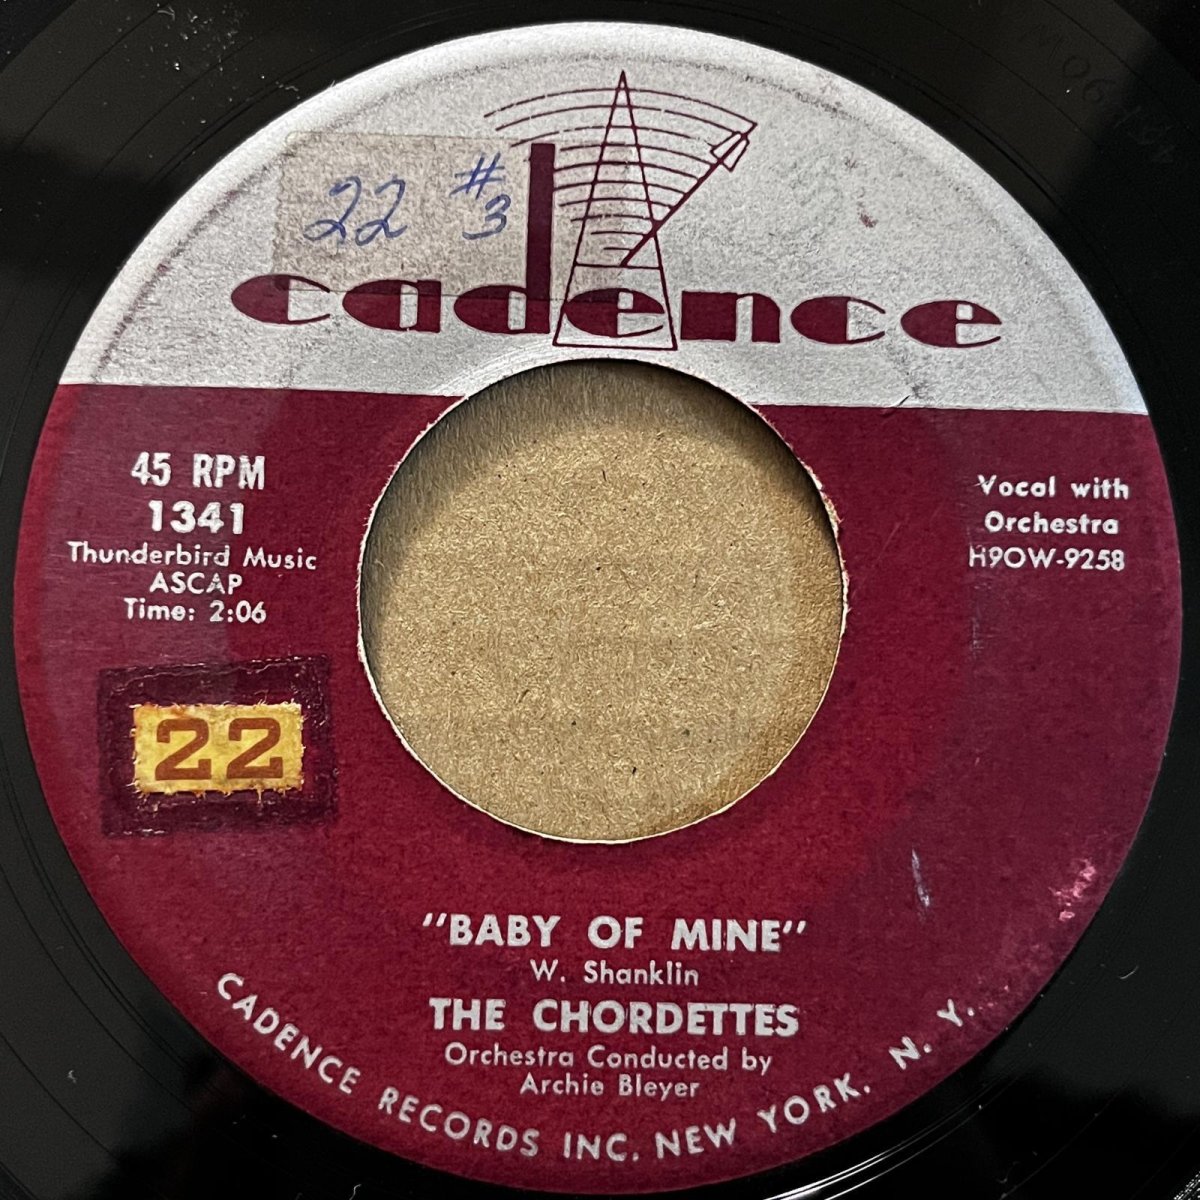 22 #3
cadence
45 RPM
1341
Thunderbird Music
ASCAP
Time: 2:06
Vocal with
Orchestra
H9OW-9258
22
"BABY OF MINE"
W. Shanklin
THE CHORDETTES
Orchestra Conducted by
Archie Bleyer
CADENCE RECORDS INC. NEW YORK. N. Y.